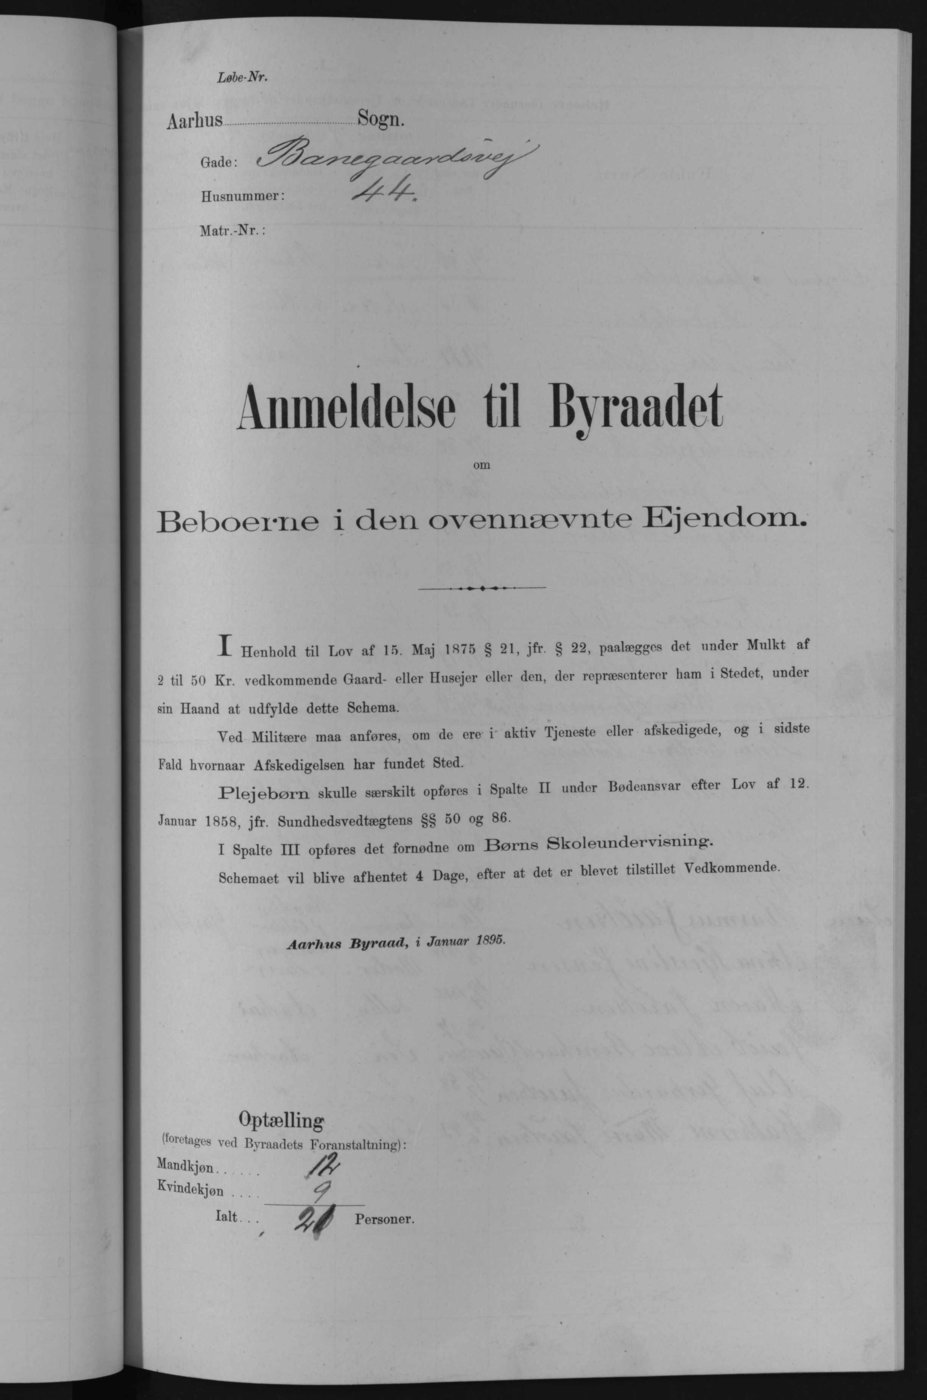 Løbe-Nr.
Aarhus Sogn.
Gade: Banegaardsvej
Husnummer: 44.
Matr.-Nr.:
Anmeldelse til Byraadet
om
Beboerne i den ovennævnte Ejendom.
I Henhold til Lov af 15. Maj 1875 § 21, jfr. § 22, paalægges det under Mulkt af
2 til 50 Kr. vedkommende Gaard- eller Husejer eller den, der repræsenterer ham i Stedet, under
sin Haand at udfylde dette Schema.
Ved Militære maa anføres, om de ere i aktiv Tjeneste eller afskedigede, og i sidste
Fald hvornaar Afskedigelsen har fundet Sted.
Plejebørn skulle særskilt opføres i Spalte II under Bødeansvar efter Lov af 12.
Januar 1858, jfr. Sundhedsvedtægtens §§ 50 og 86.
I Spalte III opføres det fornødne om Børns Skoleundervisning.
Schemaet vil blive afhentet 4 Dage, efter at det er blevet tilstillet Vedkommende.
Aarhus Byraad, i Januar 1895.
Optælling
(foretages ved Byraadets Foranstaltning):
Mandkjøn...... 12
Kvindekjøn.... 9
Ialt... 21 Personer.